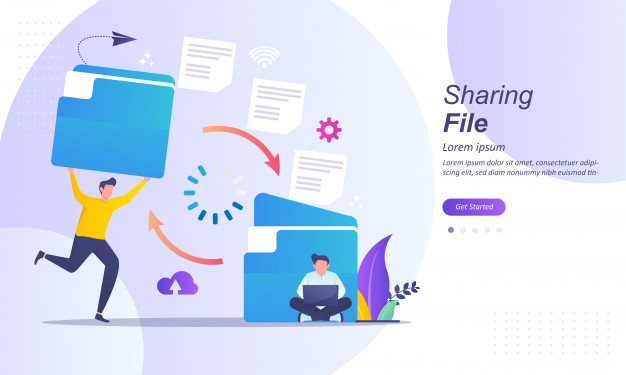 Sharing
File
Lorem ipsum
Lorem ipsum dolor sit amet, consectetuer adipi-
scing elit, sed diam nonummy nibh euismod tin-
Get Started